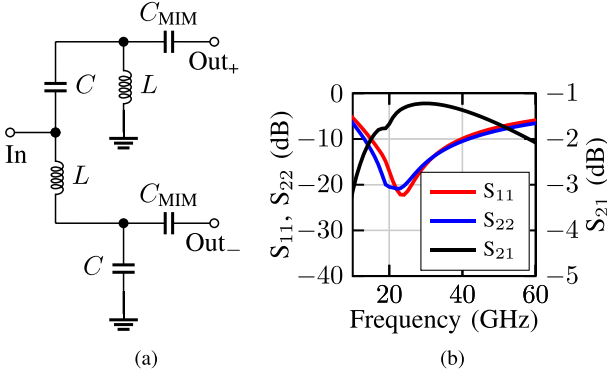 C_MIM
Out+
C
L
In
L
C_MIM
Out−
C
(a)
0
−10
−20
−30
−40
S11, S22 (dB)
−1
−2
−3
−4
−5
S21 (dB)
S11
S22
S21
20
40
60
Frequency (GHz)
(b)